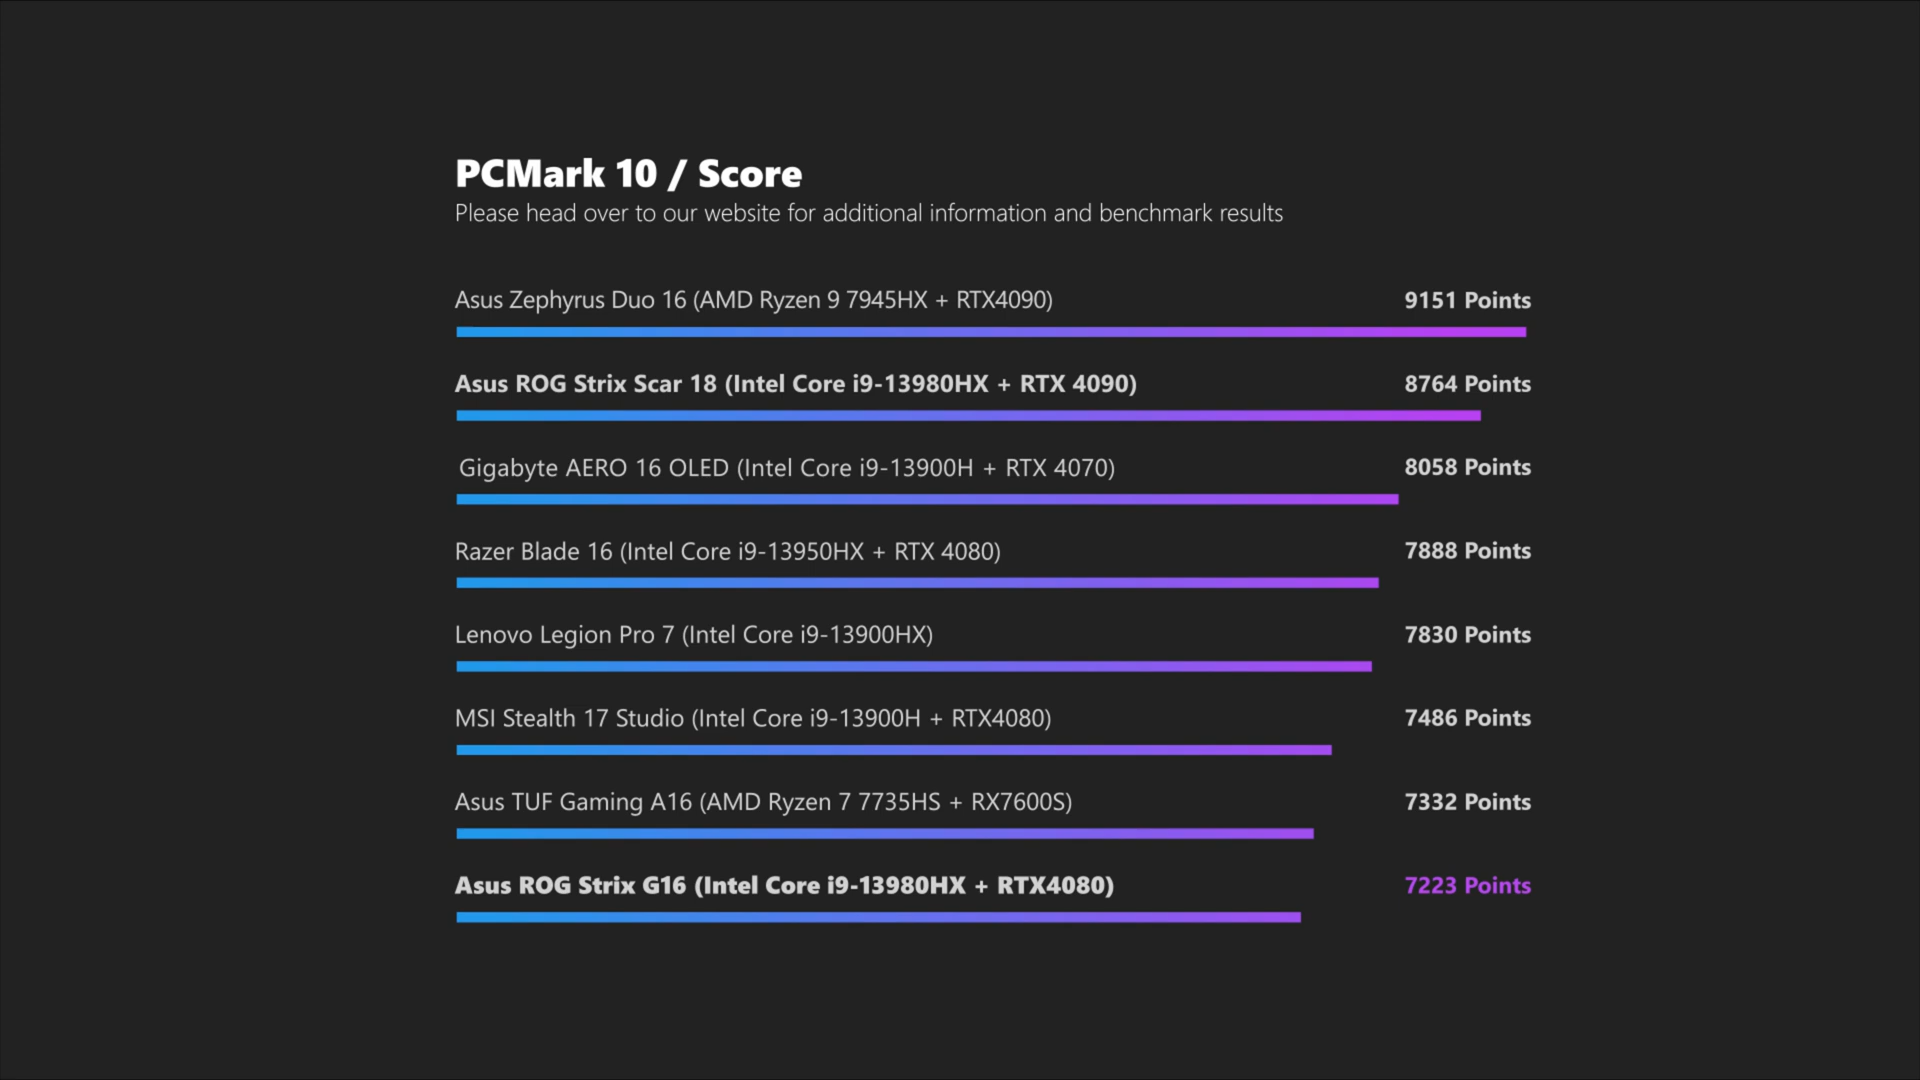 PCMark 10 / Score
Please head over to our website for additional information and benchmark results
Asus Zephyrus Duo 16 (AMD Ryzen 9 7945HX + RTX4090) 9151 Points
Asus ROG Strix Scar 18 (Intel Core i9-13980HX + RTX 4090) 8764 Points
Gigabyte AERO 16 OLED (Intel Core i9-13900H + RTX 4070) 8058 Points
Razer Blade 16 (Intel Core i9-13950HX + RTX 4080) 7888 Points
Lenovo Legion Pro 7 (Intel Core i9-13900HX) 7830 Points
MSI Stealth 17 Studio (Intel Core i9-13900H + RTX4080) 7486 Points
Asus TUF Gaming A16 (AMD Ryzen 7 7735HS + RX7600S) 7332 Points
Asus ROG Strix G16 (Intel Core i9-13980HX + RTX4080) 7223 Points